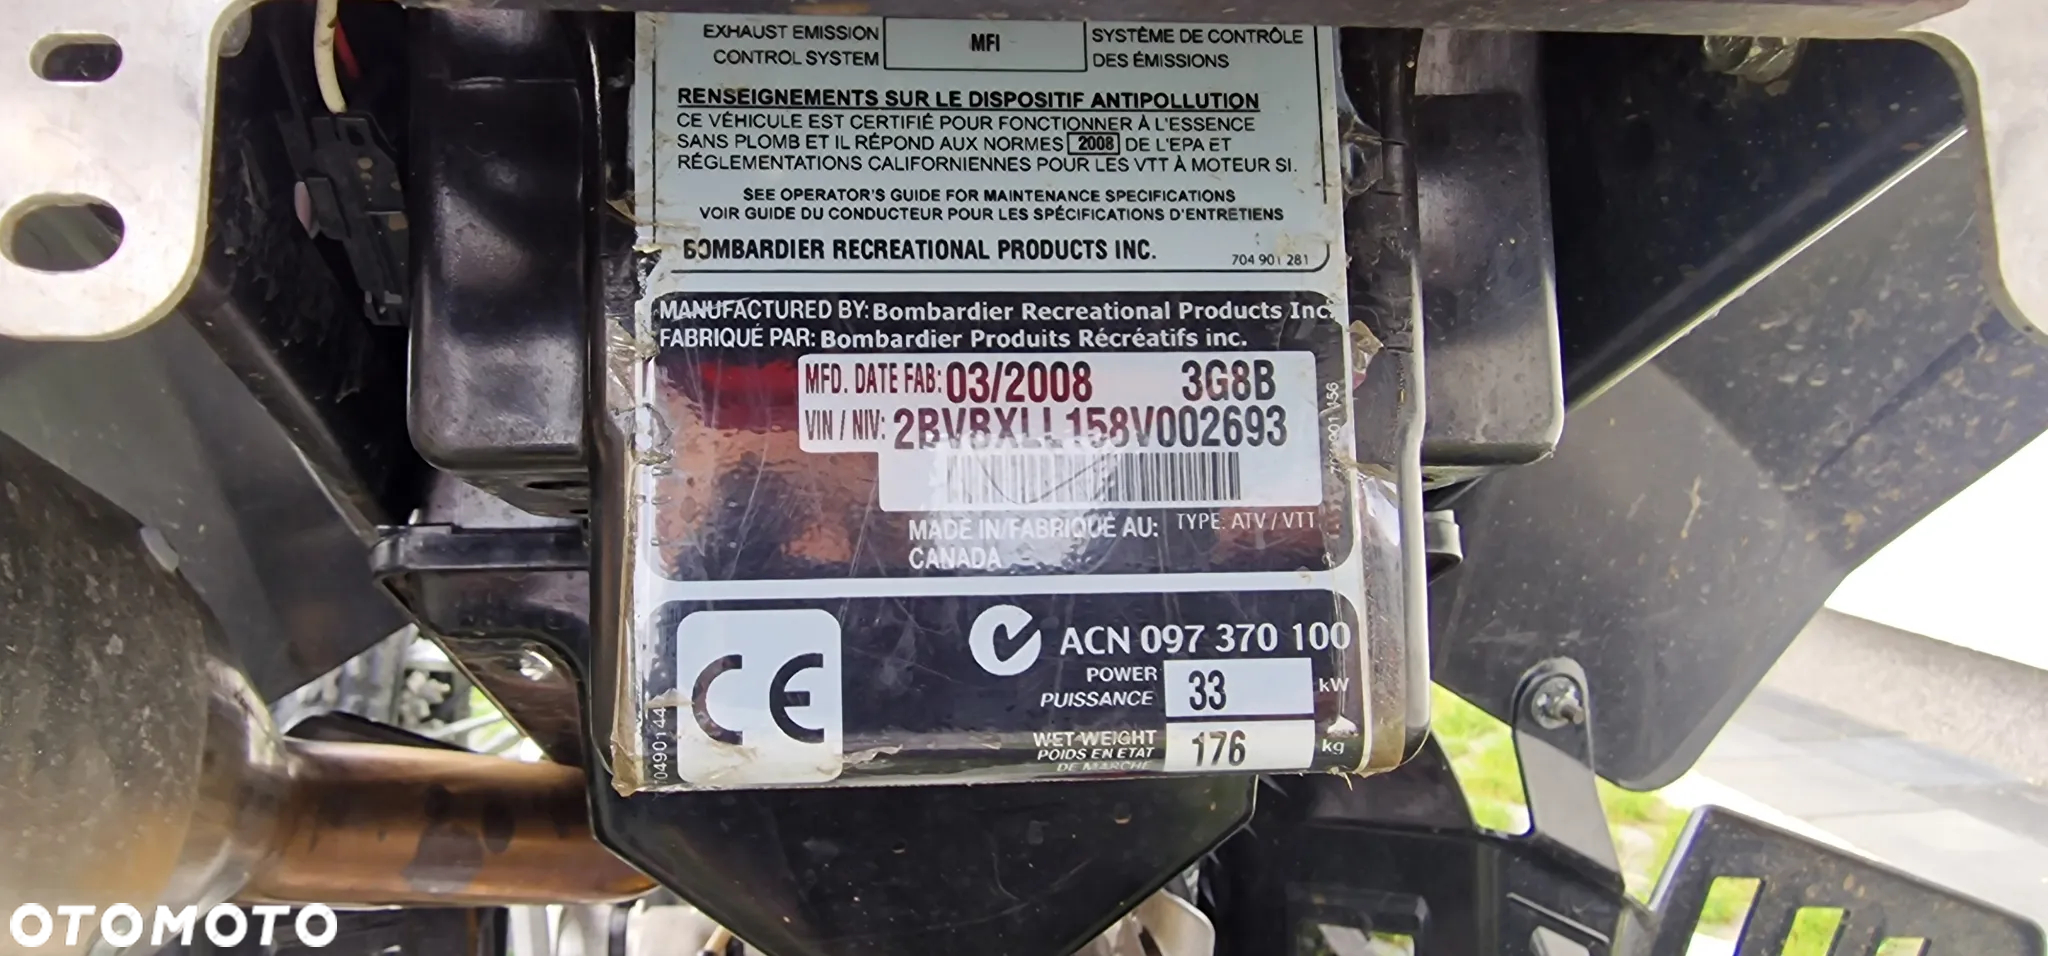 EXHAUST EMISSION CONTROL SYSTEM
MFI
SYSTÈME DE CONTRÔLE DES ÉMISSIONS
RENSEIGNEMENTS SUR LE DISPOSITIF ANTIPOLLUTION
CE VÉHICULE EST CERTIFIÉ POUR FONCTIONNER À L'ESSENCE
SANS PLOMB ET IL RÉPOND AUX NORMES 2008 DE L'EPA ET
RÉGLEMENTATIONS CALIFORNIENNES POUR LES VTT À MOTEUR SI.
SEE OPERATOR'S GUIDE FOR MAINTENANCE SPECIFICATIONS
VOIR GUIDE DU CONDUCTEUR POUR LES SPÉCIFICATIONS D'ENTRETIENS
BOMBARDIER RECREATIONAL PRODUCTS INC.
704 901 281
MANUFACTURED BY: Bombardier Recreational Products Inc.
FABRIQUÉ PAR: Bombardier Produits Récréatifs inc.
MFD. DATE FAB: 03/2008 3G8B
VIN / NIV: 2BVBXLL158V002693
MADE IN/FABRIQUÉ AU: TYPE: ATV / VTT
CANADA
CE
ACN 097 370 100
POWER
PUISSANCE 33 kW
WET WEIGHT
POIDS EN ETAT
DE MARCHE 176 kg
704901444
OTOMOTO